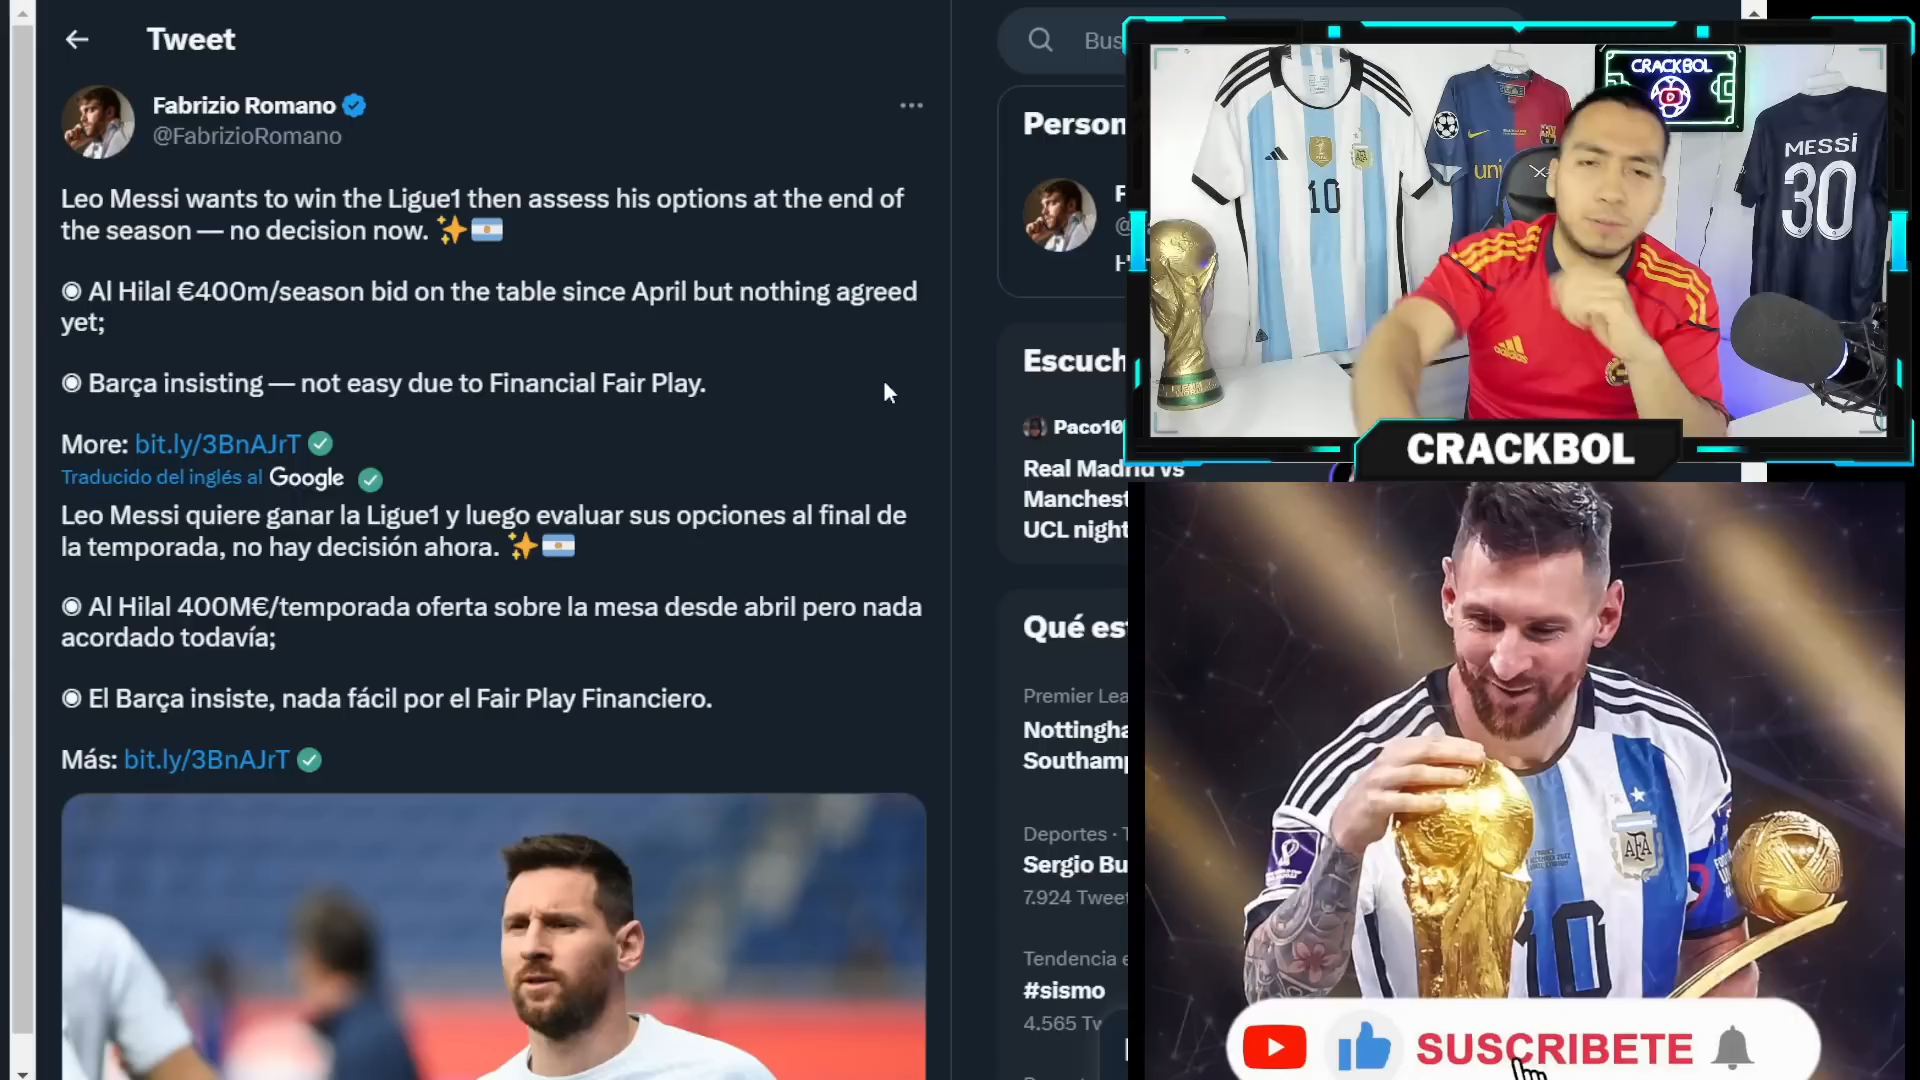 Tweet
Fabrizio Romano
@FabrizioRomano
Leo Messi wants to win the Ligue1 then assess his options at the end of
the season — no decision now. ✨🇦🇷
◉ Al Hilal €400m/season bid on the table since April but nothing agreed
yet;
◉ Barça insisting — not easy due to Financial Fair Play.
More: bit.ly/3BnAJrT ✅
Traducido del inglés al Google ✅
Leo Messi quiere ganar la Ligue1 y luego evaluar sus opciones al final de
la temporada, no hay decisión ahora. ✨🇦🇷
◉ Al Hilal 400M€/temporada oferta sobre la mesa desde abril pero nada
acordado todavía;
◉ El Barça insiste, nada fácil por el Fair Play Financiero.
Más: bit.ly/3BnAJrT ✅
Bus
Person
F
@
Escuch
Paco10
Real Madrid vs
Manchest
UCL night
Qué es
Premier Lea
Nottingha
Southamp
Deportes · T
Sergio Bu
7.924 Tweet
Tendencia e
#sismo
4.565 Tw
CRACKBOL
10
MESSi
30
adidas
CRACKBOL
AFA
10
SUSCRIBETE